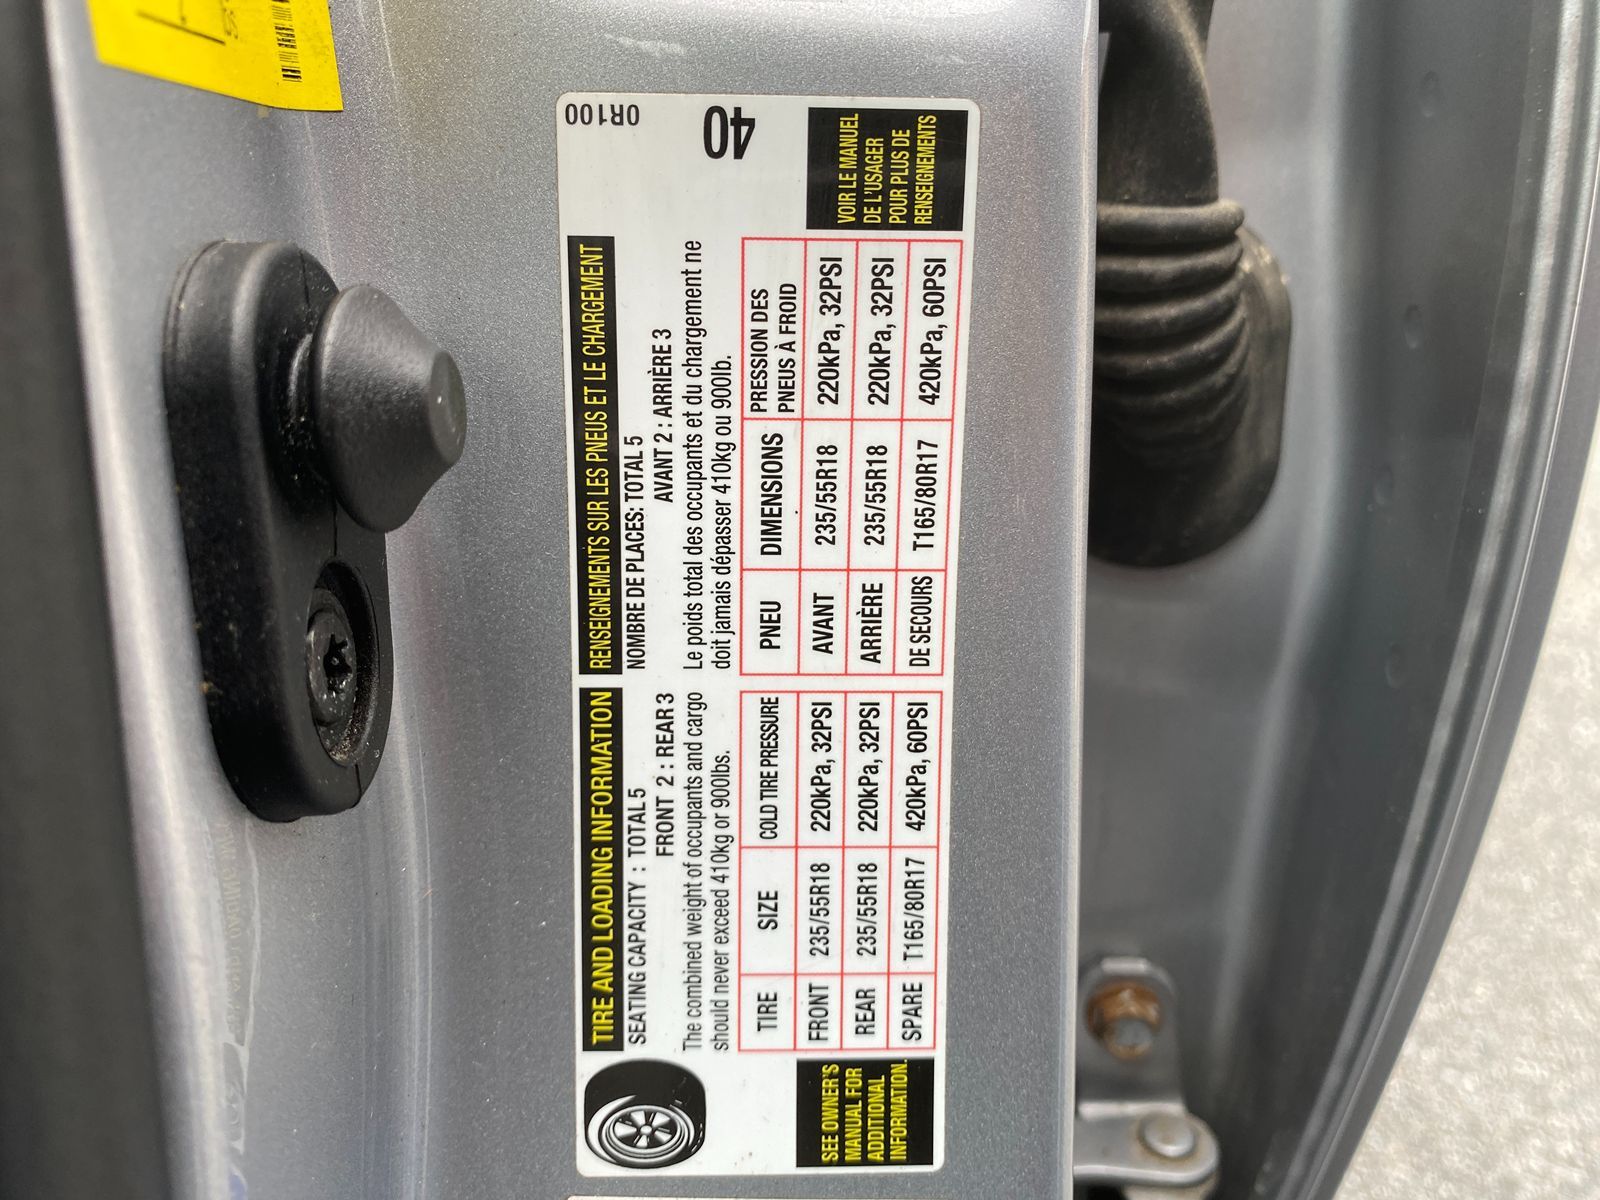 TIRE AND LOADING INFORMATION
SEATING CAPACITY : TOTAL 5
FRONT 2 : REAR 3
The combined weight of occupants and cargo
should never exceed 410kg or 900lbs.
TIRE SIZE COLD TIRE PRESSURE
FRONT 235/55R18 220kPa, 32PSI
REAR 235/55R18 220kPa, 32PSI
SPARE T165/80R17 420kPa, 60PSI
SEE OWNER'S
MANUAL FOR
ADDITIONAL
INFORMATION.
RENSEIGNEMENTS SUR LES PNEUS ET LE CHARGEMENT
NOMBRE DE PLACES: TOTAL 5
AVANT 2 : ARRIÈRE 3
Le poids total des occupants et du chargement ne
doit jamais dépasser 410kg ou 900lb.
PNEU DIMENSIONS PRESSION DES
PNEUS À FROID
AVANT 235/55R18 220kPa, 32PSI
ARRIÈRE 235/55R18 220kPa, 32PSI
DE SECOURS T165/80R17 420kPa, 60PSI
VOIR LE MANUEL
DE L'USAGER
POUR PLUS DE
RENSEIGNEMENTS
0R100
40